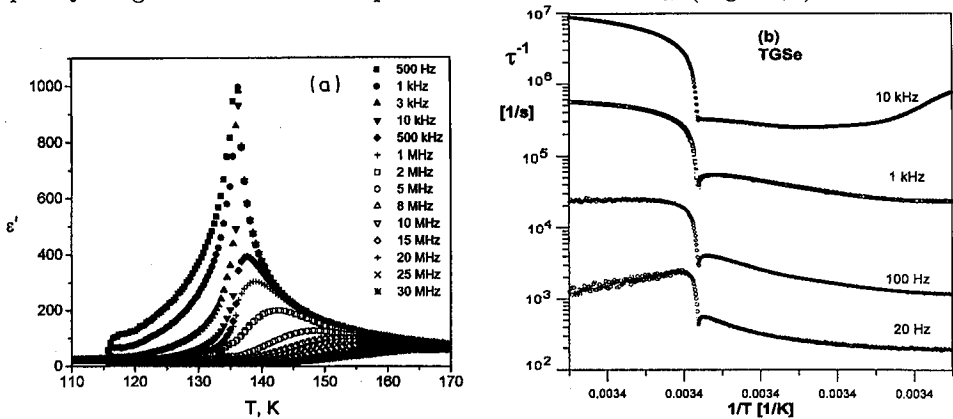 (a)
500 Hz
1 kHz
3 kHz
10 kHz
500 kHz
1 MHz
2 MHz
5 MHz
8 MHz
10 MHz
15 MHz
20 MHz
25 MHz
30 MHz
1000
800
600
400
200
0
ε'
110 120 130 140 150 160 170
T, K
(b)
TGSe
τ⁻¹
[1/s]
10⁷
10⁶
10⁵
10⁴
10³
10²
10 kHz
1 kHz
100 Hz
20 Hz
0.0034 0.0034 0.0034 0.0034 0.0034
1/T [1/K]